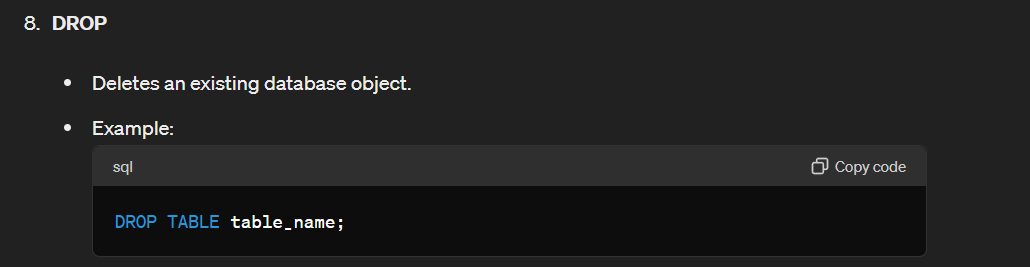 8. DROP
• Deletes an existing database object.
• Example:
sql Copy code
DROP TABLE table_name;